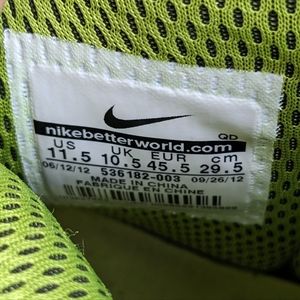 QD
nikebetterworld.com
US UK EUR cm
11.5 10.5 45.5 29.5
06/12/12 536182-003 09/26/12
MADE IN CHINA
FABRIQUE EN CHINE